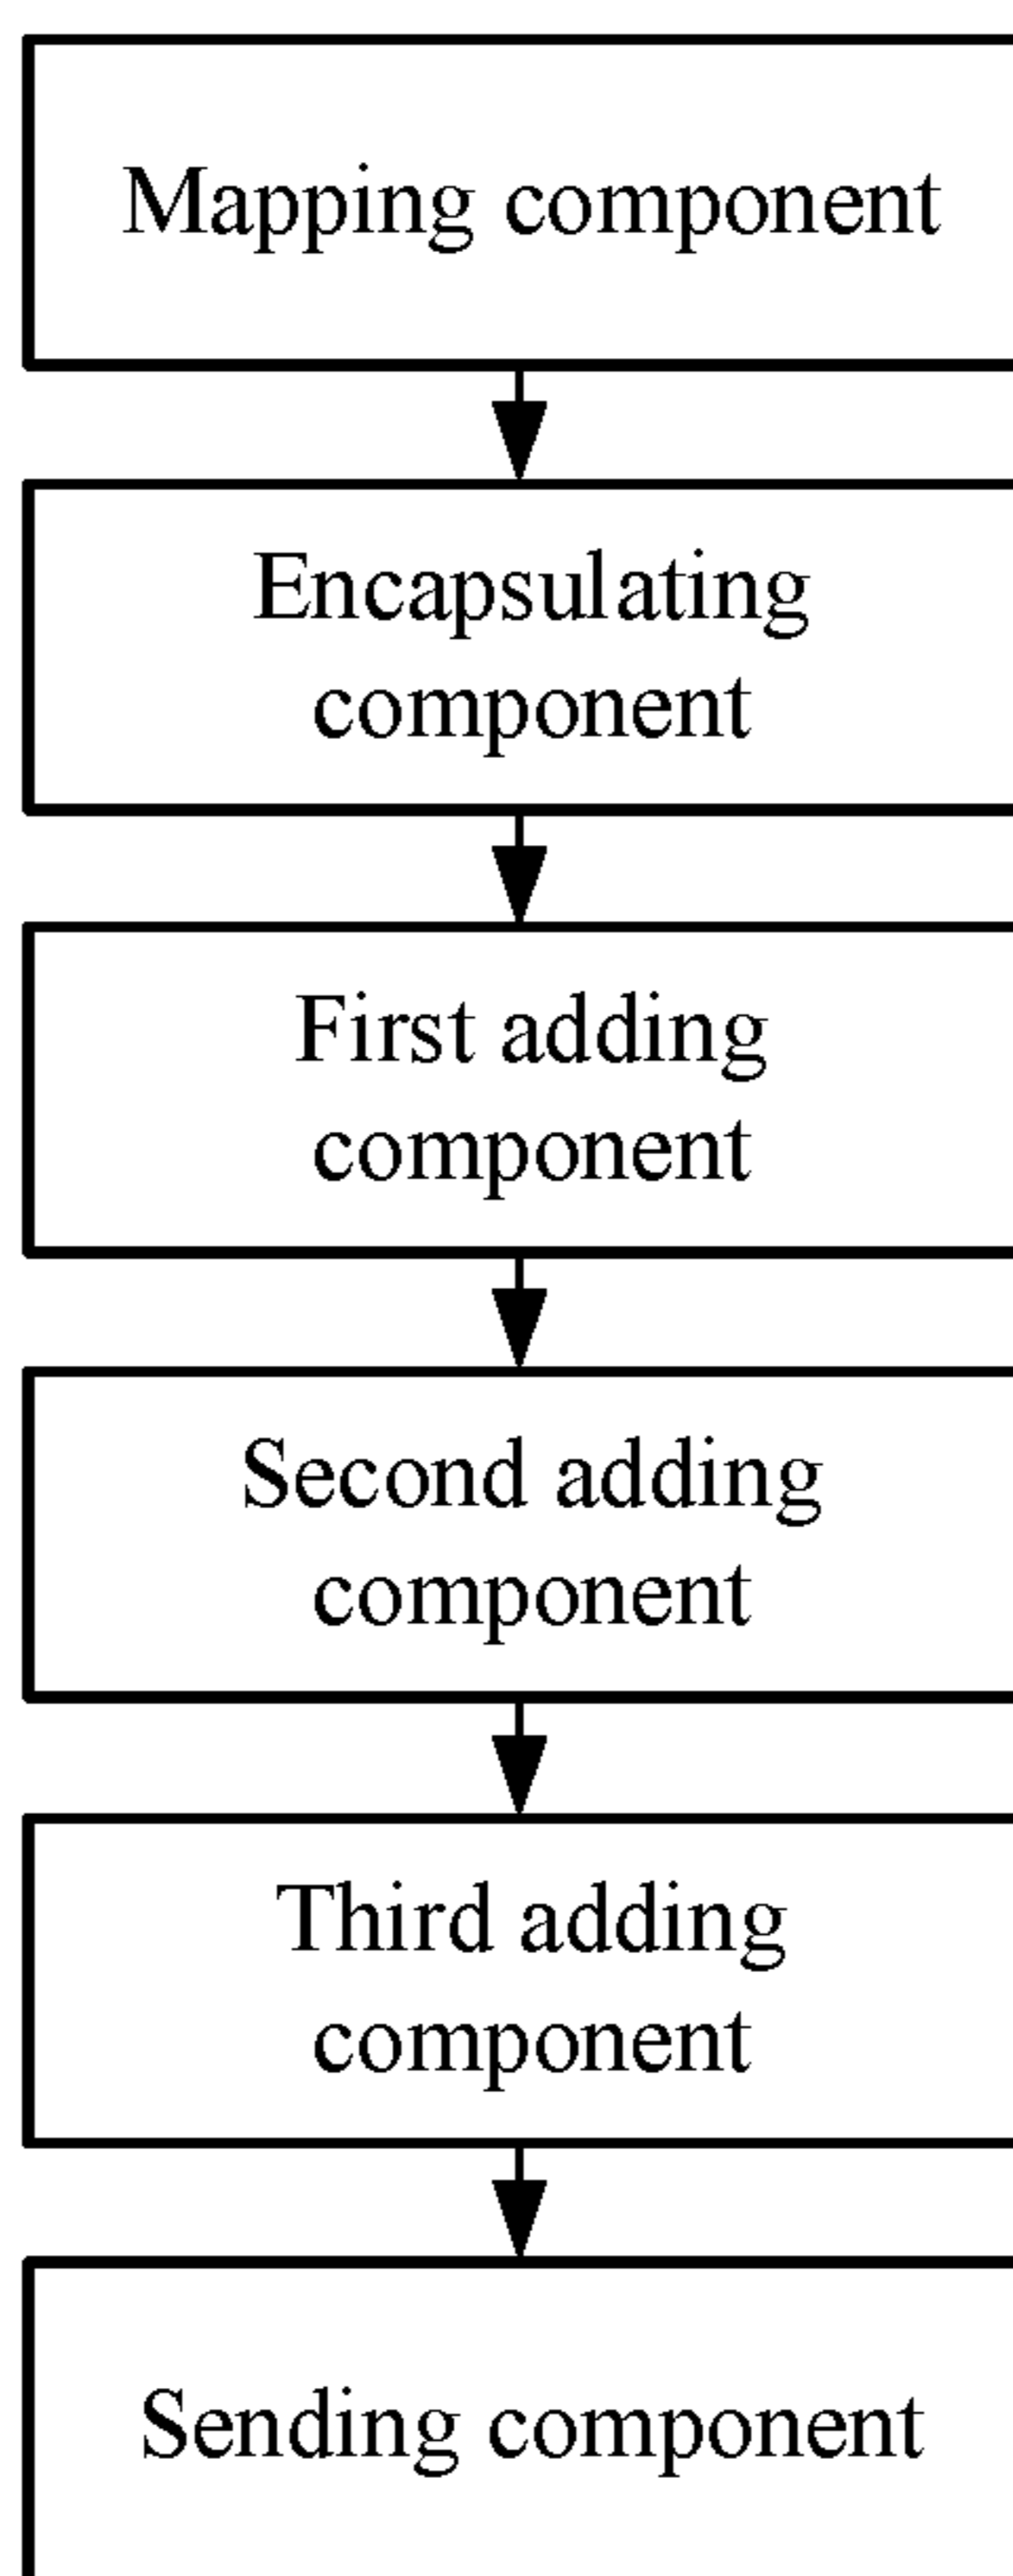 Mapping component
Encapsulating
component
First adding
component
Second adding
component
Third adding
component
Sending component